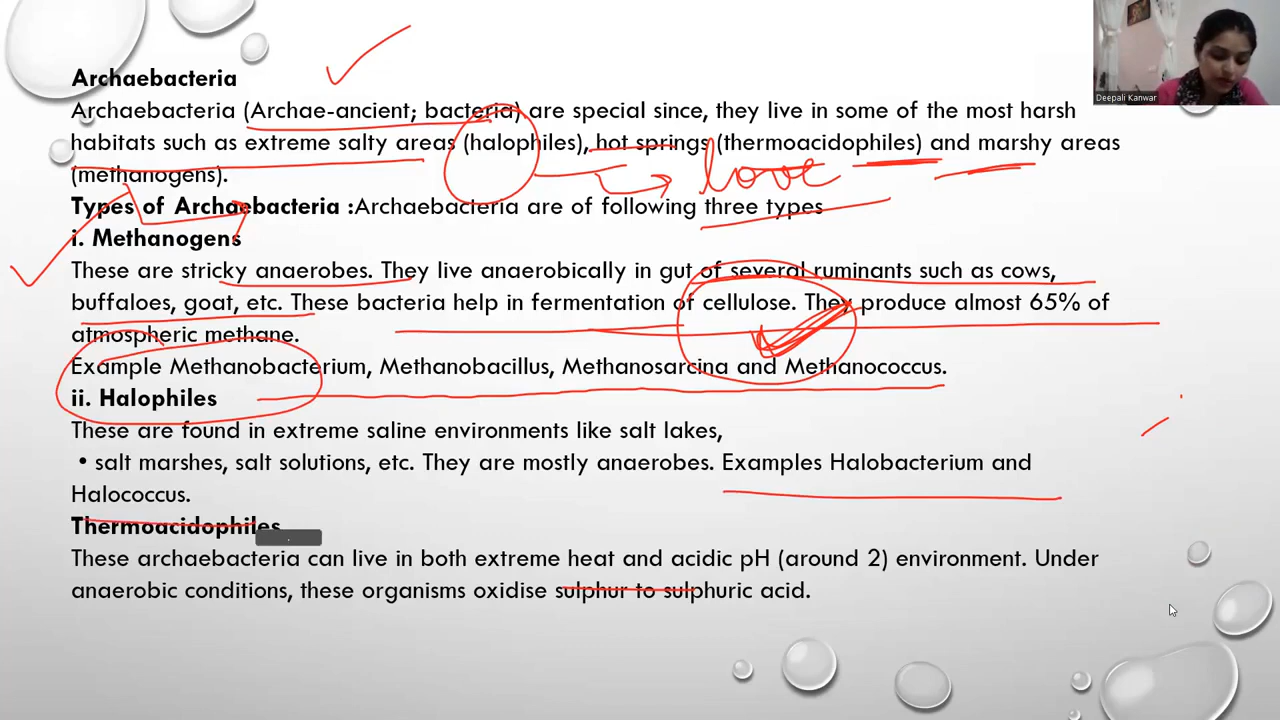 Deepali Kanwar
Archaebacteria
Archaebacteria (Archae-ancient; bacteria) are special since, they live in some of the most harsh
habitats such as extreme salty areas (halophiles), hot springs (thermoacidophiles) and marshy areas
(methanogens).
love
Types of Archaebacteria :Archaebacteria are of following three types
i. Methanogens
These are stricky anaerobes. They live anaerobically in gut of several ruminants such as cows,
buffaloes, goat, etc. These bacteria help in fermentation of cellulose. They produce almost 65% of
atmospheric methane.
Example Methanobacterium, Methanobacillus, Methanosarcina and Methanococcus.
ii. Halophiles
These are found in extreme saline environments like salt lakes,
• salt marshes, salt solutions, etc. They are mostly anaerobes. Examples Halobacterium and
Halococcus.
Thermoacidophiles
These archaebacteria can live in both extreme heat and acidic pH (around 2) environment. Under
anaerobic conditions, these organisms oxidise sulphur to sulphuric acid.